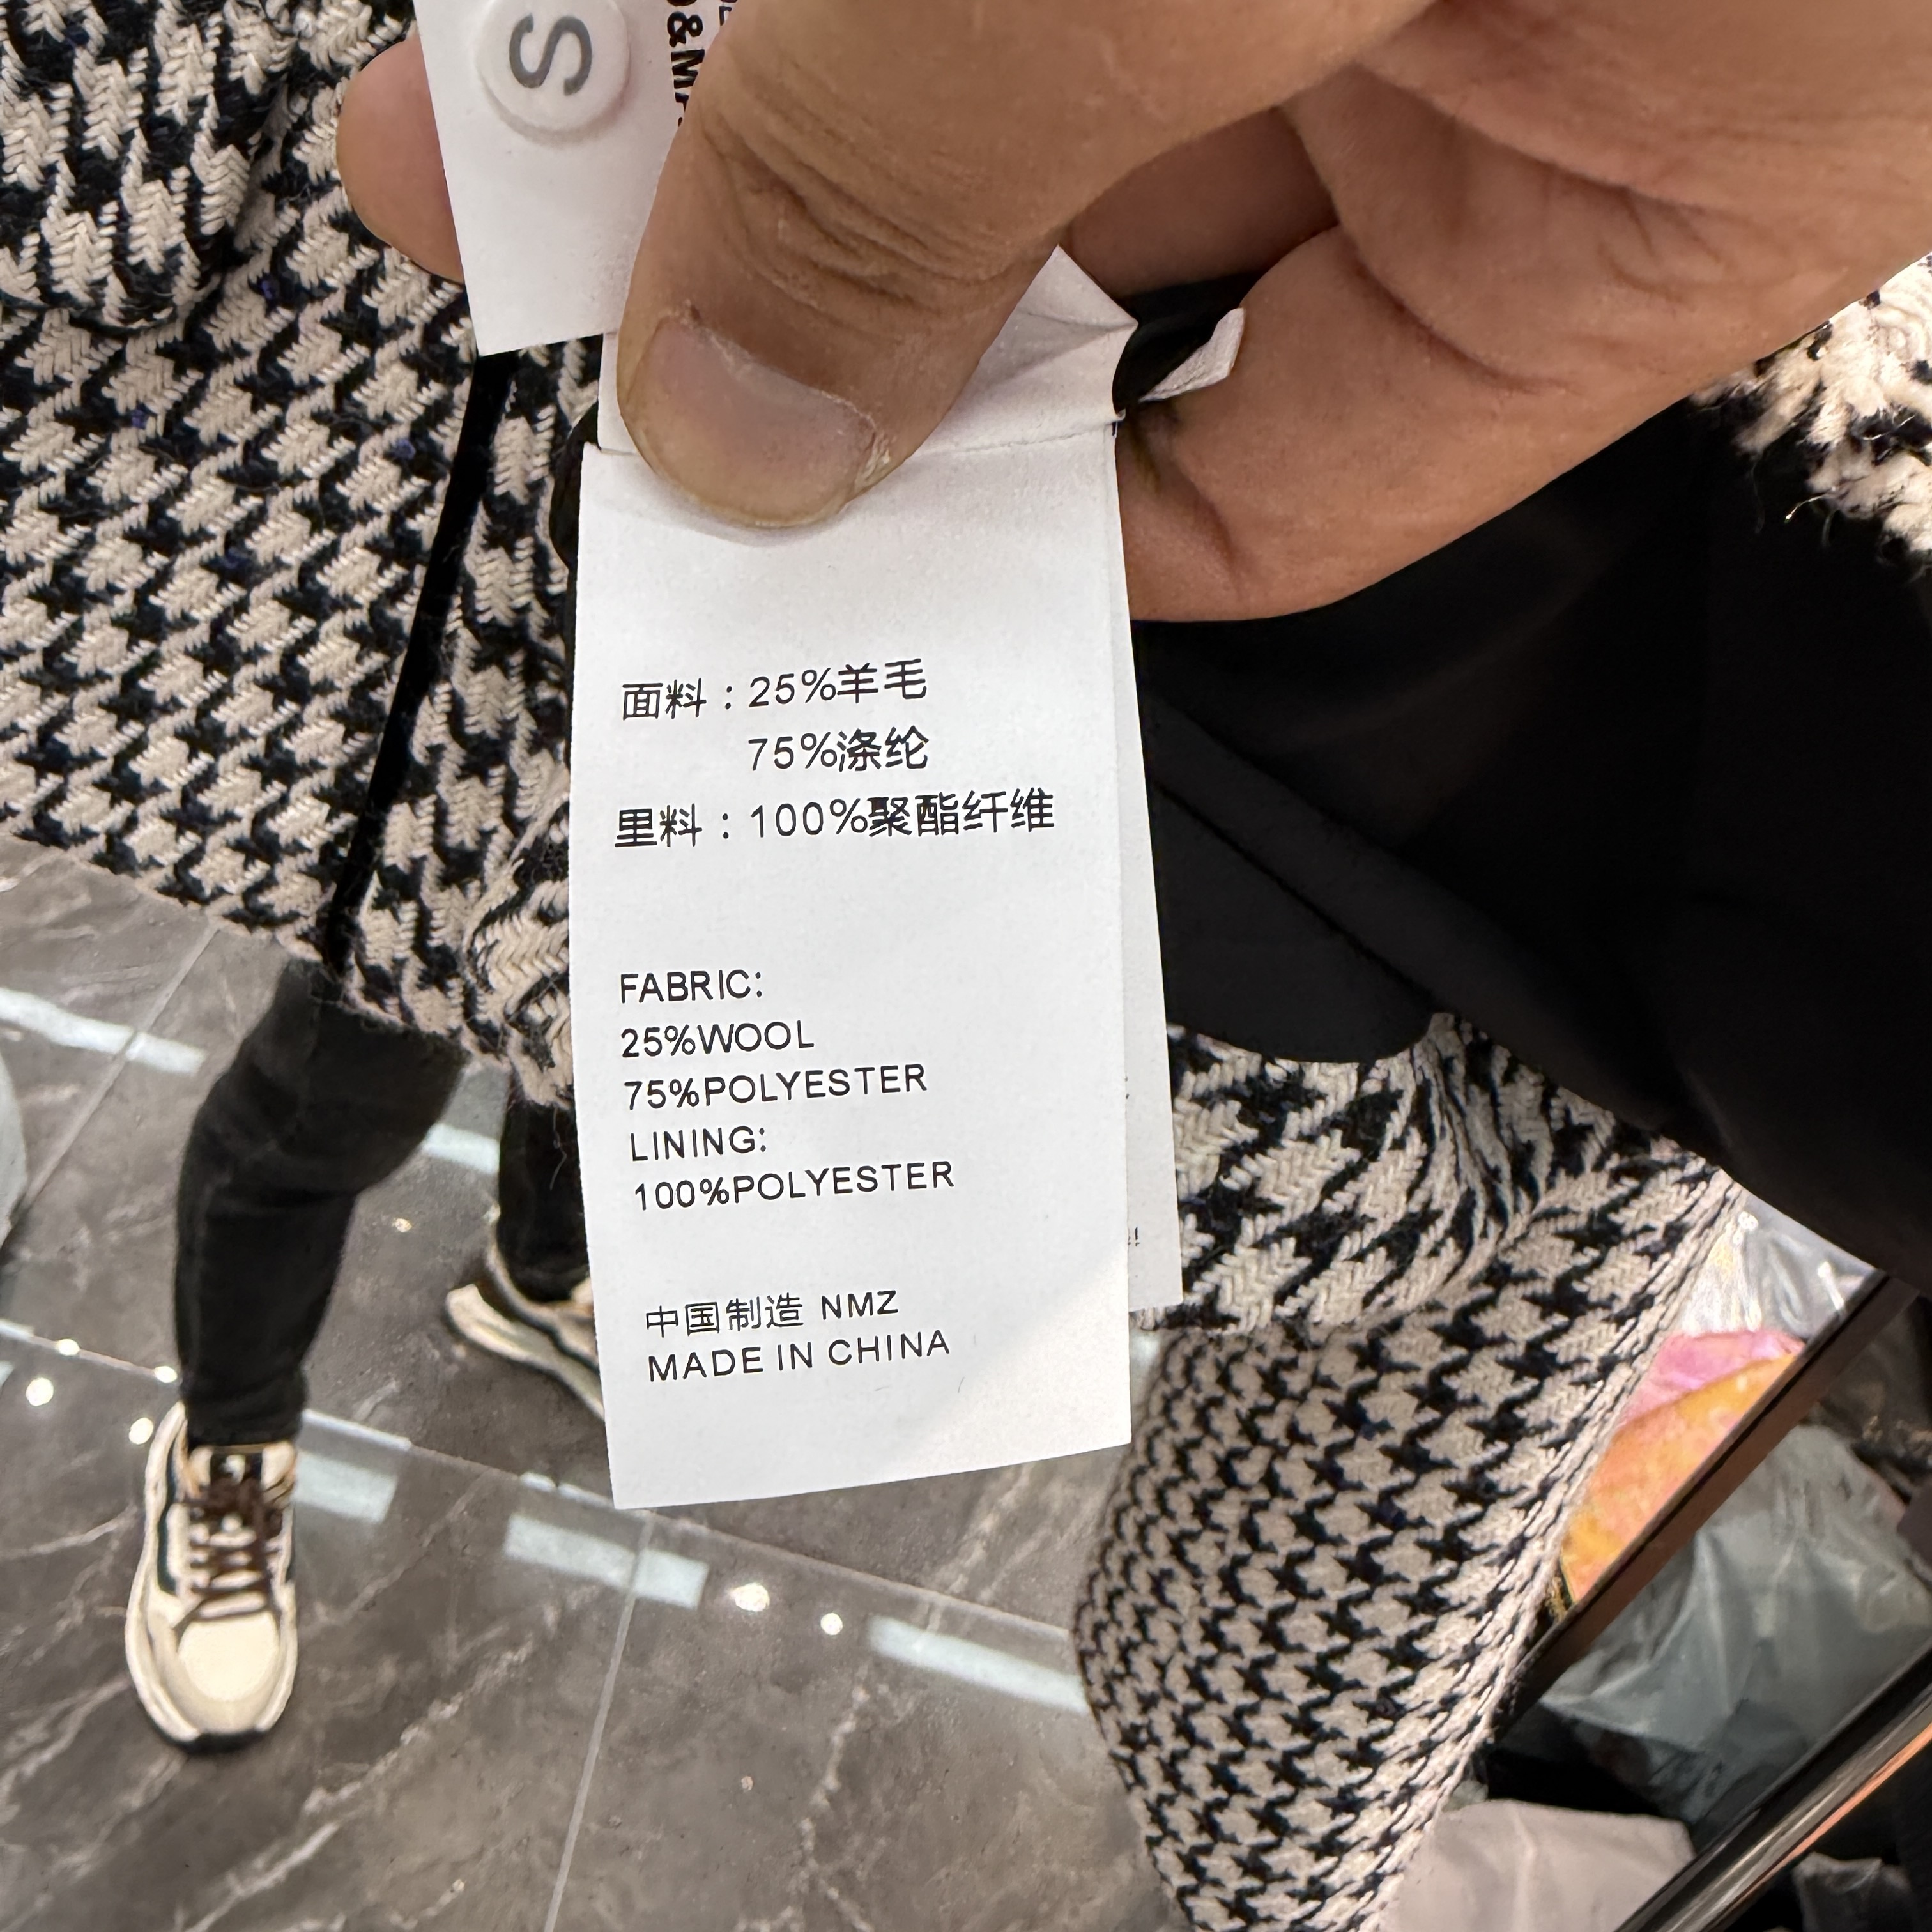 S
面料：25%羊毛
75%涤纶
里料：100%聚酯纤维
FABRIC:
25%WOOL
75%POLYESTER
LINING:
100%POLYESTER
中国制造 NMZ
MADE IN CHINA